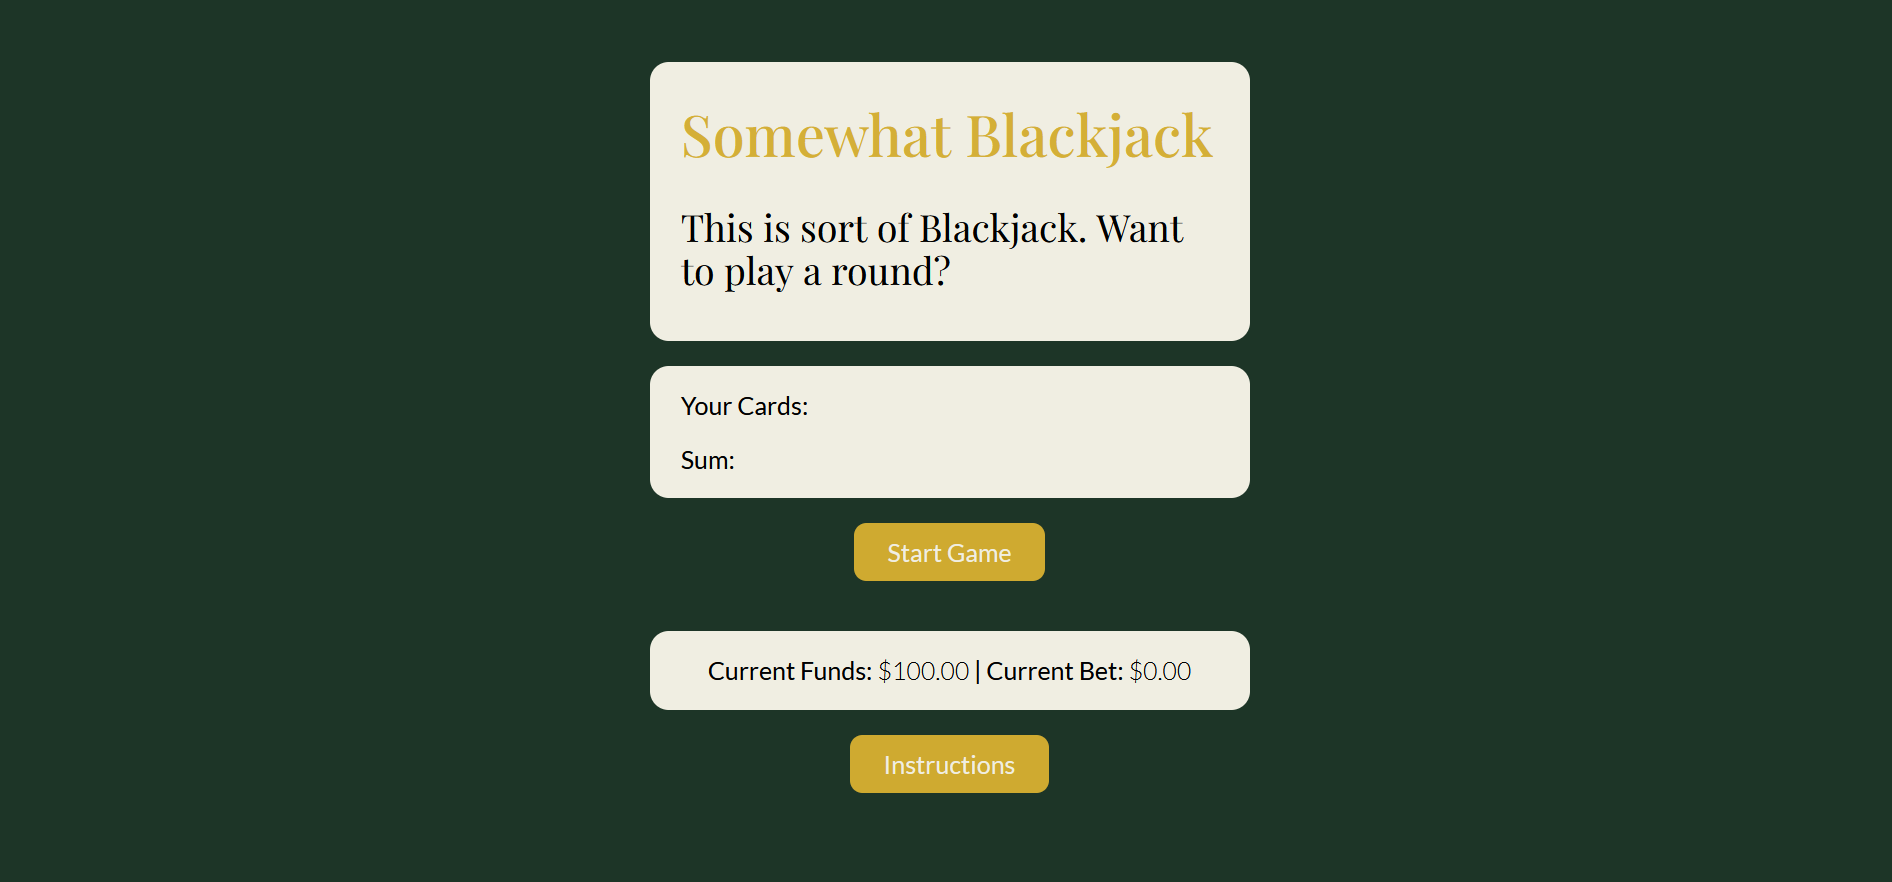 Somewhat Blackjack
This is sort of Blackjack. Want
to play a round?
Your Cards:
Sum:
Start Game
Current Funds: $100.00 | Current Bet: $0.00
Instructions